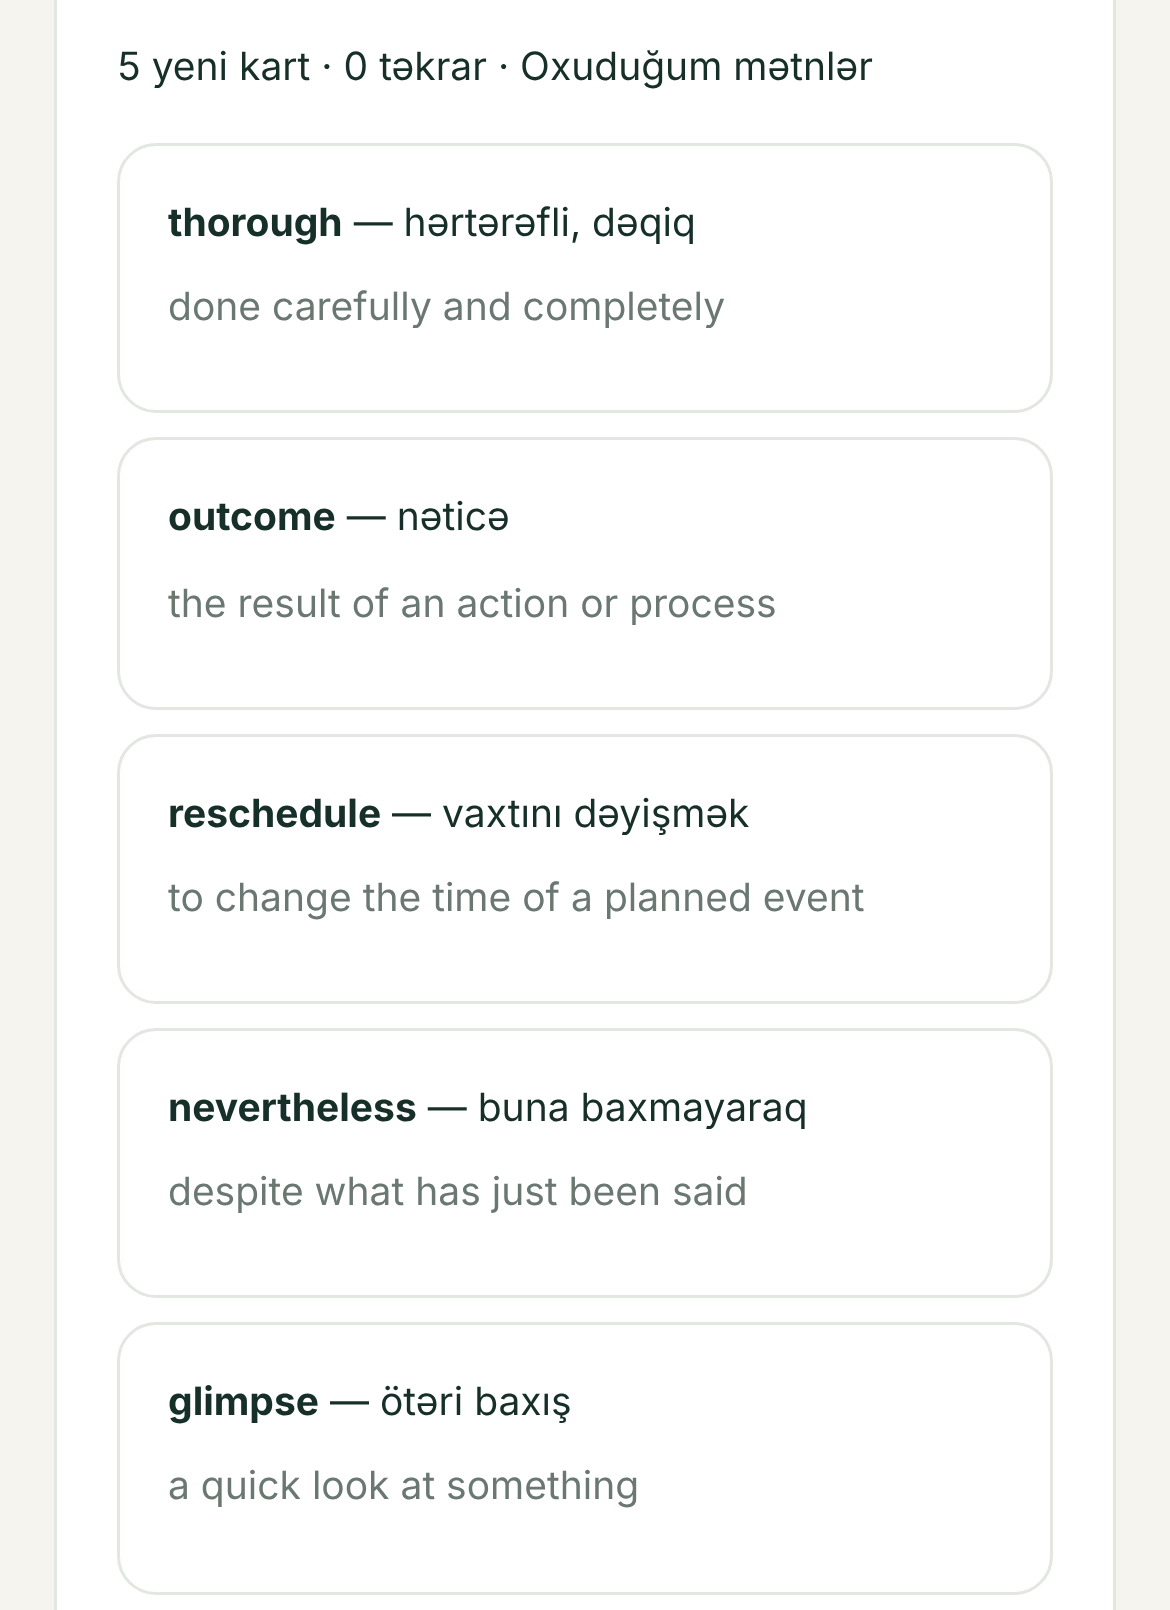 5 yeni kart · 0 təkrar · Oxuduğum mətnlər
thorough — hərtərəfli, dəqiq
done carefully and completely
outcome — nəticə
the result of an action or process
reschedule — vaxtını dəyişmək
to change the time of a planned event
nevertheless — buna baxmayaraq
despite what has just been said
glimpse — ötəri baxış
a quick look at something